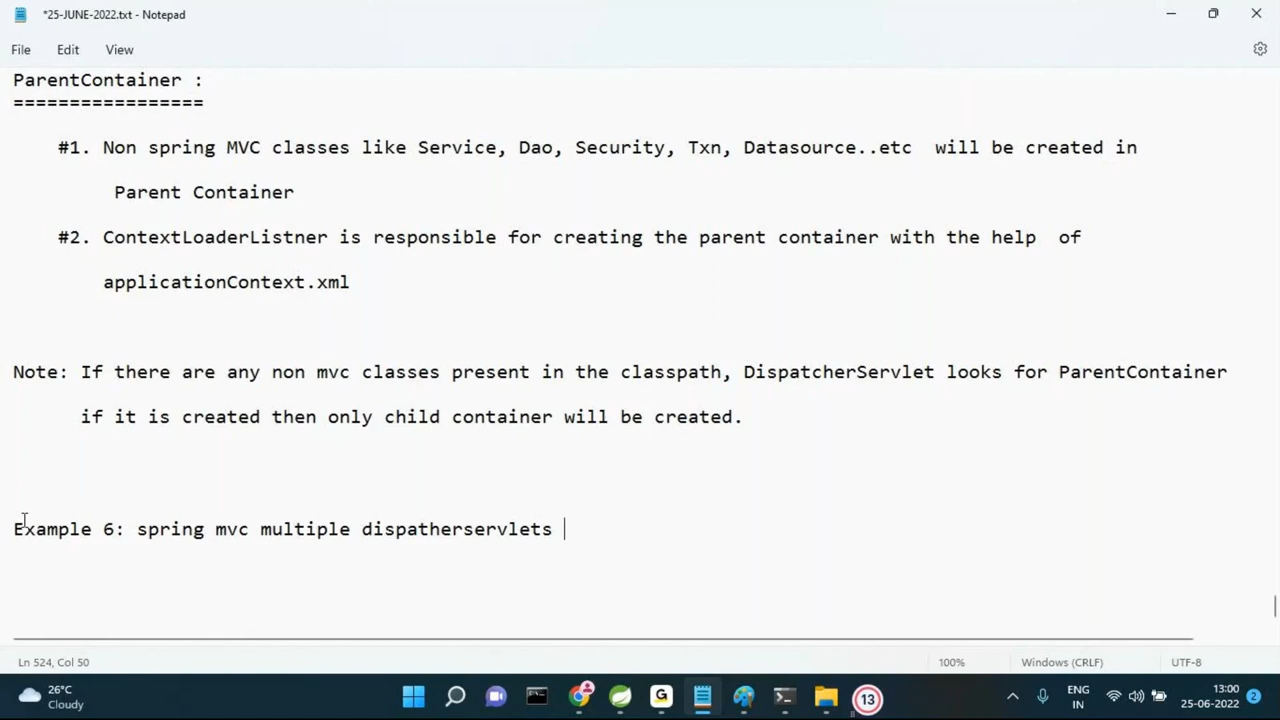 *25-JUNE-2022.txt - Notepad
File Edit View
ParentContainer :
=================
#1. Non spring MVC classes like Service, Dao, Security, Txn, Datasource..etc  will be created in
Parent Container
#2. ContextLoaderListner is responsible for creating the parent container with the help  of
applicationContext.xml
Note: If there are any non mvc classes present in the classpath, DispatcherServlet looks for ParentContainer
if it is created then only child container will be created.
Example 6: spring mvc multiple dispatherservlets
Ln 524, Col 50 100% Windows (CRLF) UTF-8
26°C
Cloudy
G
13
ENG
IN
13:00
25-06-2022
2